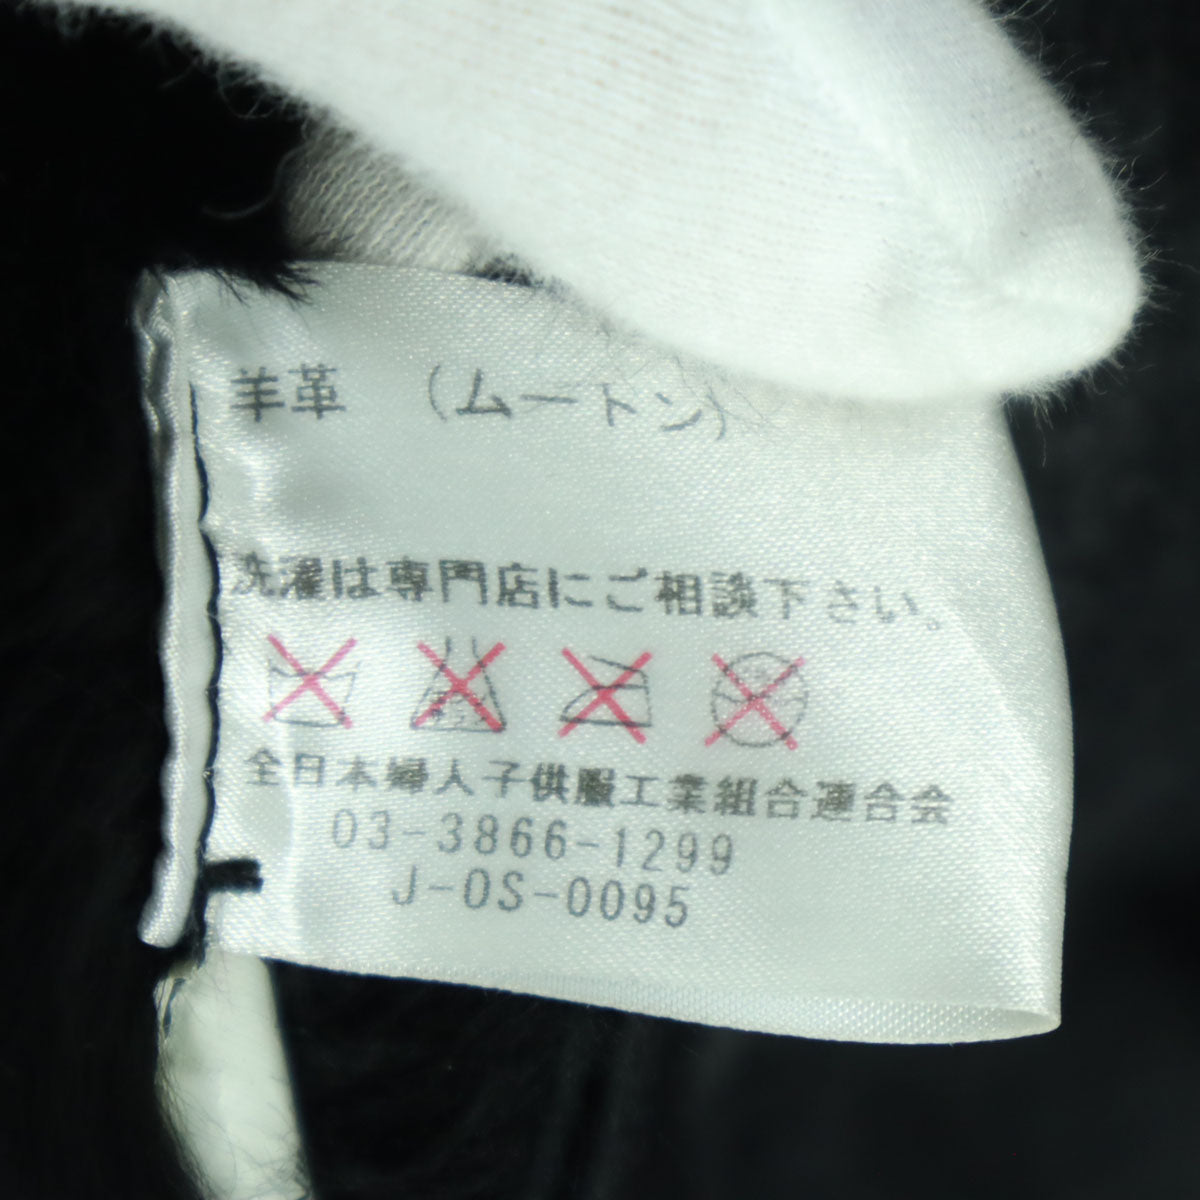 羊革 (ムートン)
洗濯は専門店にご相談下さい。
全日本婦人子供服工業組合連合会
03-3866-1299
J-OS-0095